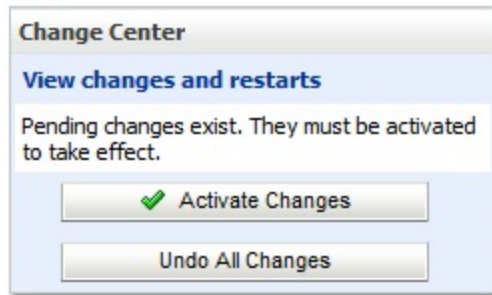 Change Center
View changes and restarts
Pending changes exist. They must be activated
to take effect.
Activate Changes
Undo All Changes